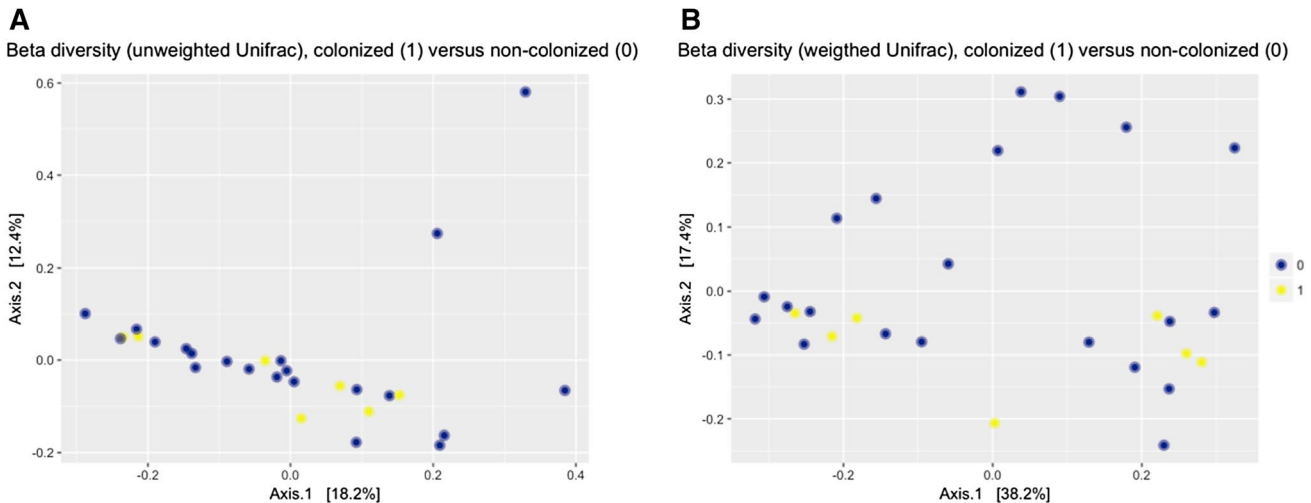 A
Beta diversity (unweighted Unifrac), colonized (1) versus non-colonized (0)
0.6
0.4
0.2
0.0
-0.2
Axis.2 [12.4%]
-0.2 0.0 0.2 0.4
Axis.1 [18.2%]
B
Beta diversity (weigthed Unifrac), colonized (1) versus non-colonized (0)
0.3
0.2
0.1
0.0
-0.1
-0.2
Axis.2 [17.4%]
-0.2 0.0 0.2
Axis.1 [38.2%]
0
1